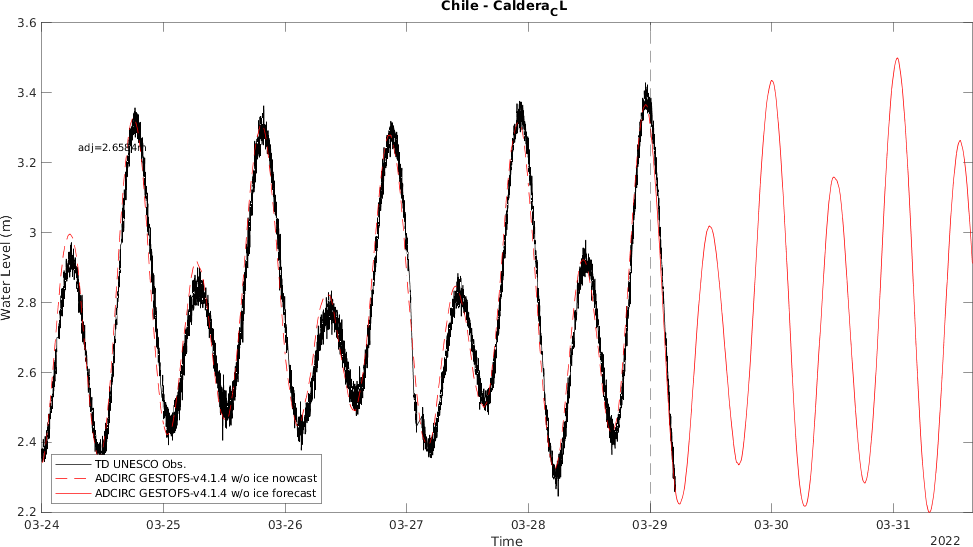 Chile - Caldera_CL
3.6
3.4
3.2
3
2.8
2.6
2.4
2.2
Water Level (m)
adj=2.6584m
TD UNESCO Obs.
ADCIRC GESTOFS-v4.1.4 w/o ice nowcast
ADCIRC GESTOFS-v4.1.4 w/o ice forecast
03-24
03-25
03-26
03-27
03-28
03-29
03-30
03-31
Time
2022